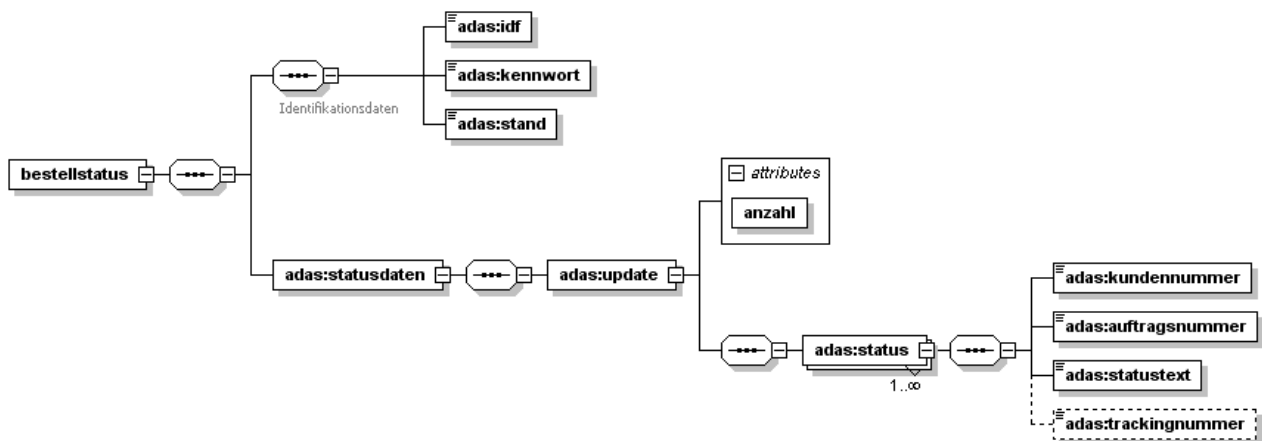 adas:idf
adas:kennwort
Identifikationsdaten
adas:stand
bestellstatus
attributes
anzahl
adas:statusdaten
adas:update
adas:kundennummer
adas:auftragsnummer
adas:status
adas:statustext
1..∞
adas:trackingnummer